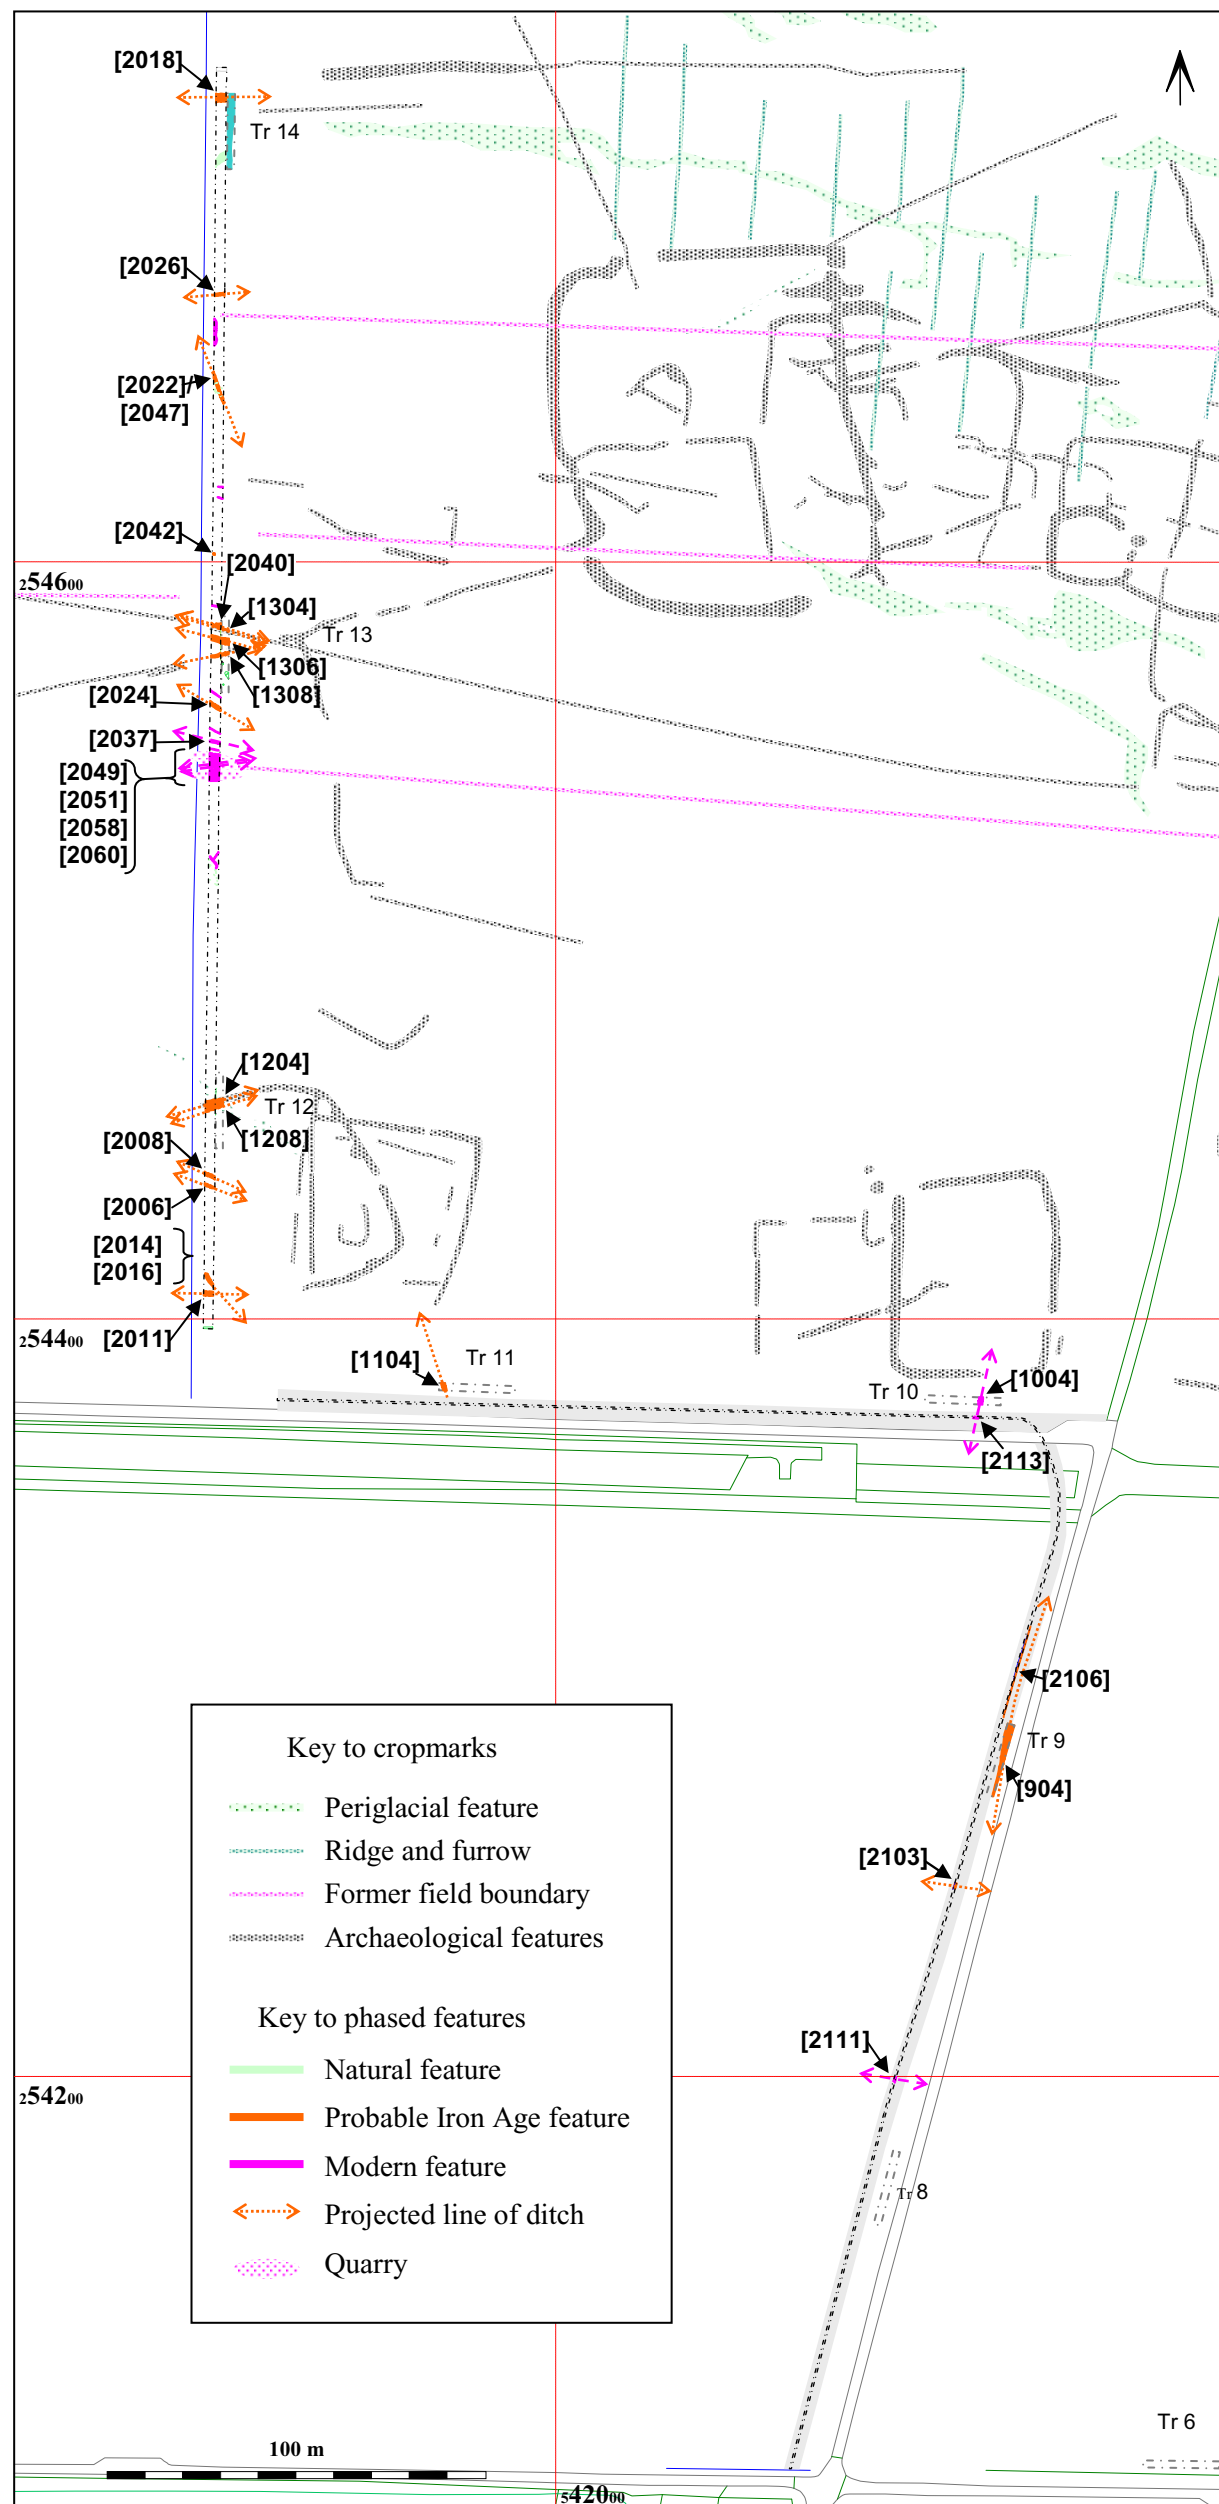 [2018]
Tr 14
[2026]
[2022]
[2047]
[2042]
[2040]
254600
[1304]
Tr 13
[1306]
[1308]
[2024]
[2037]
[2049]
[2051]
[2058]
[2060]
[1204]
Tr 12
[1208]
[2008]
[2006]
[2014]
[2016]
254400
[2011]
[1104]
Tr 11
Tr 10
[1004]
[2113]
[2106]
Tr 9
[904]
[2103]
Key to cropmarks
Periglacial feature
Ridge and furrow
Former field boundary
Archaeological features
Key to phased features
Natural feature
Probable Iron Age feature
Modern feature
Projected line of ditch
Quarry
[2111]
254200
Tr 8
Tr 6
100 m
542000